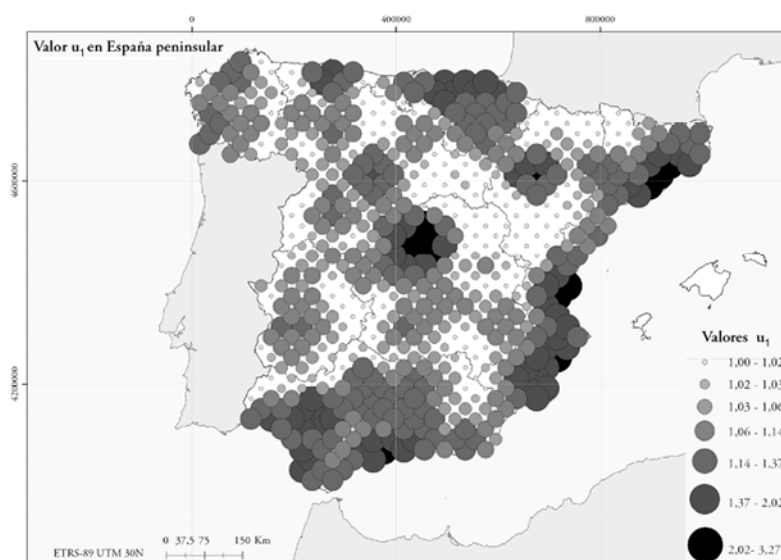 0 400000 800000
Valor u1 en España peninsular
4600000
4200000
Valores u1
1.00 - 1.02
1.02 - 1.03
1.03 - 1.06
1.06 - 1.14
1.14 - 1.37
1.37 - 2.02
2.02- 3.27
0 37.5 75 150 Km
ETRS-89 UTM 30N